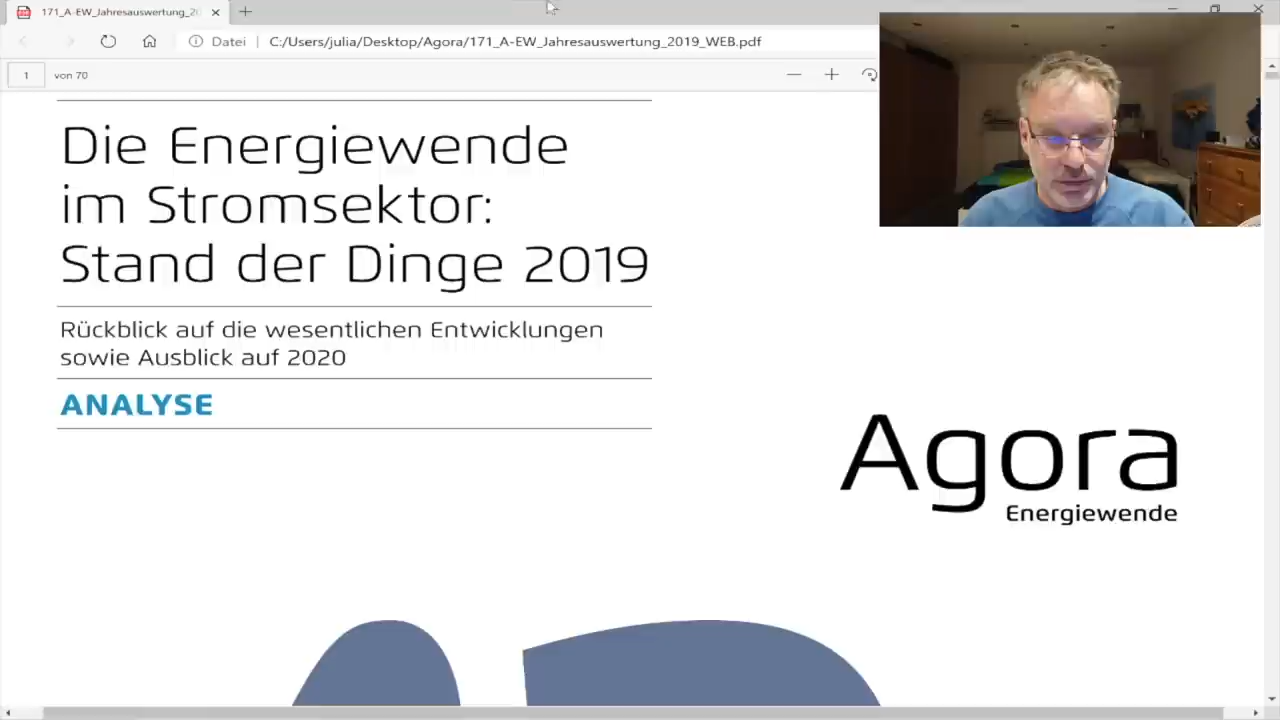 171_A-EW_Jahresauswertung_20
Datei
C:/Users/julia/Desktop/Agora/171_A-EW_Jahresauswertung_2019_WEB.pdf
1 von 70
Die Energiewende
im Stromsektor:
Stand der Dinge 2019
Rückblick auf die wesentlichen Entwicklungen
sowie Ausblick auf 2020
ANALYSE
Agora
Energiewende